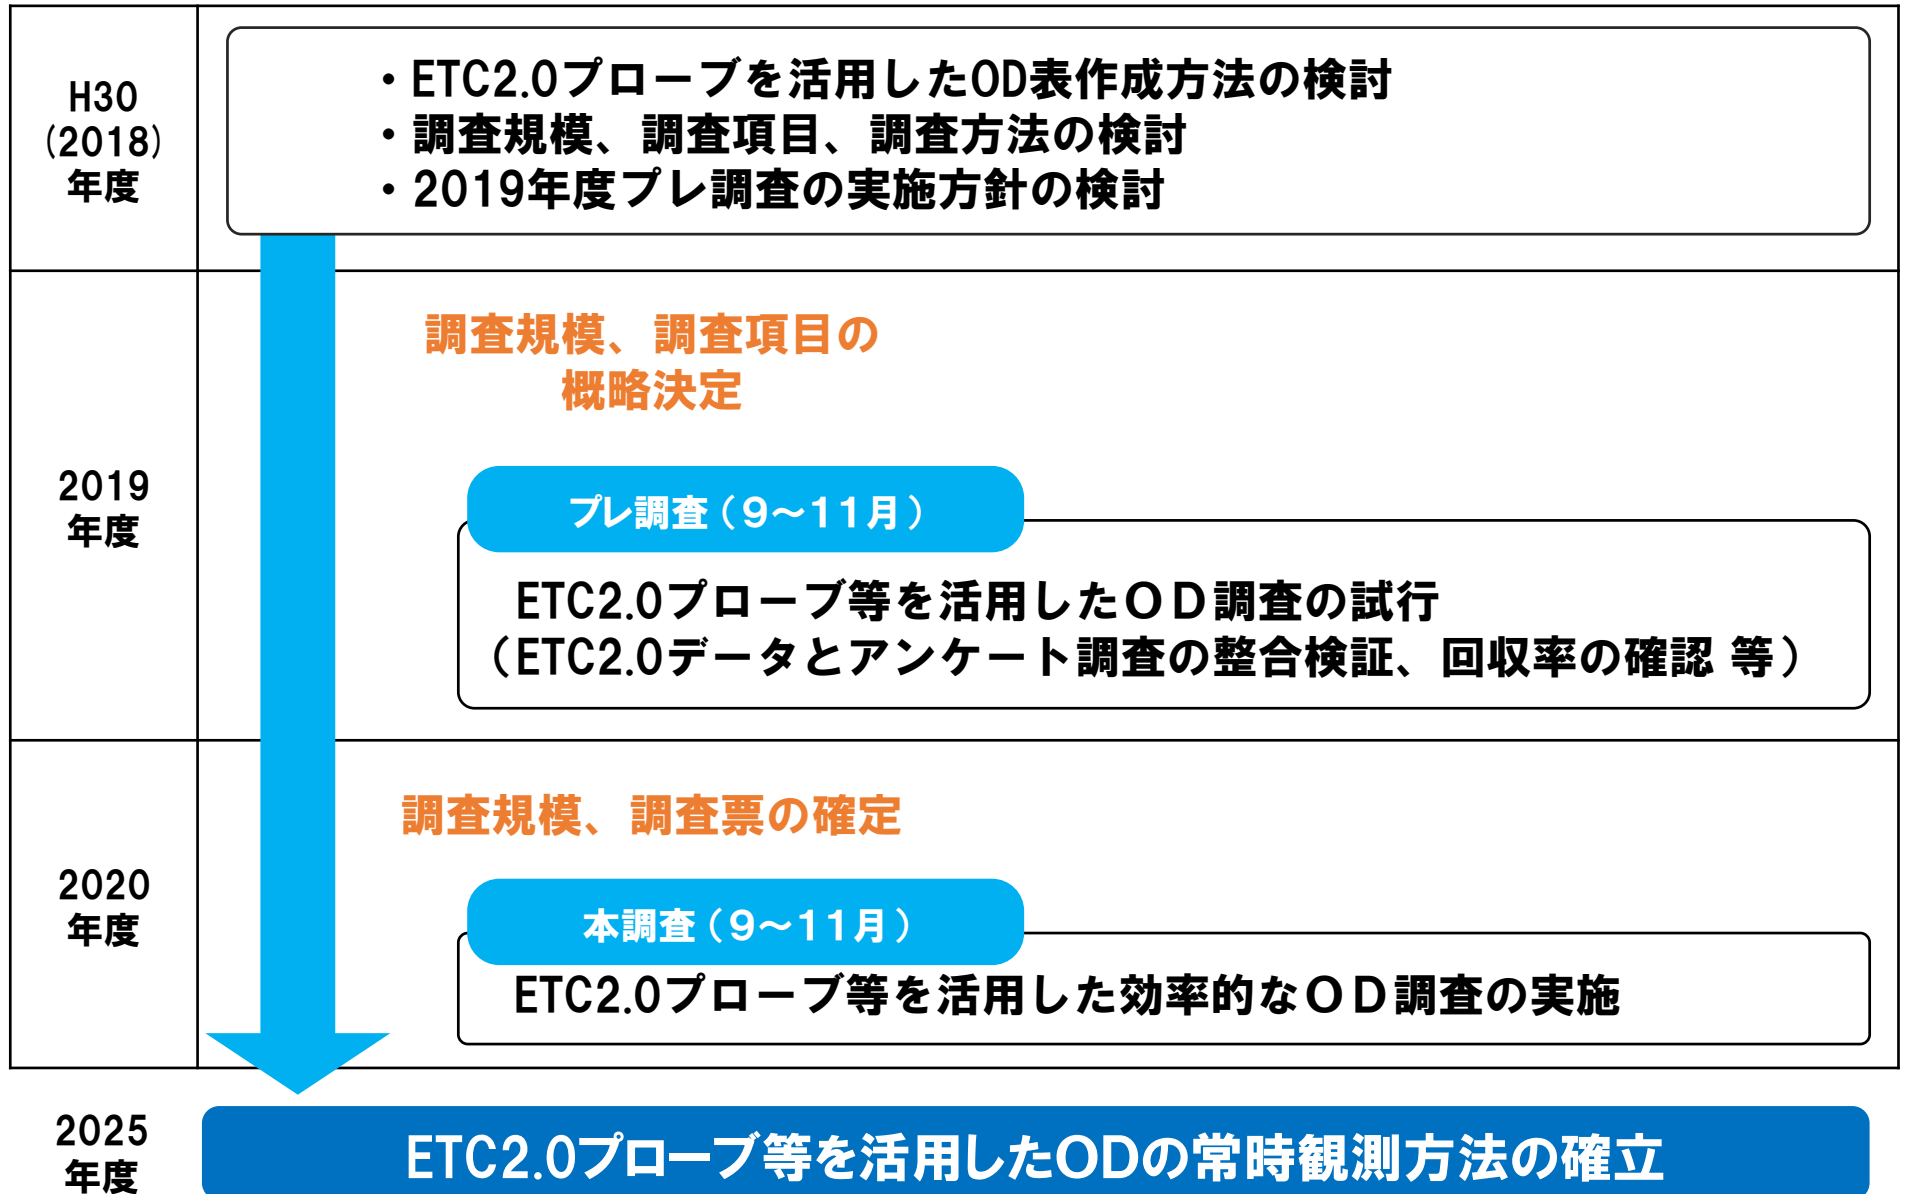 H30
(2018)
年度
・ETC2.0プローブを活用したOD表作成方法の検討
・調査規模、調査項目、調査方法の検討
・2019年度プレ調査の実施方針の検討
2019
年度
調査規模、調査項目の
概略決定
プレ調査（９～１１月）
ETC2.0プローブ等を活用したＯＤ調査の試行
（ETC2.0データとアンケート調査の整合検証、回収率の確認 等）
2020
年度
調査規模、調査票の確定
本調査（９～１１月）
ETC2.0プローブ等を活用した効率的なＯＤ調査の実施
2025
年度
ETC2.0プローブ等を活用したODの常時観測方法の確立